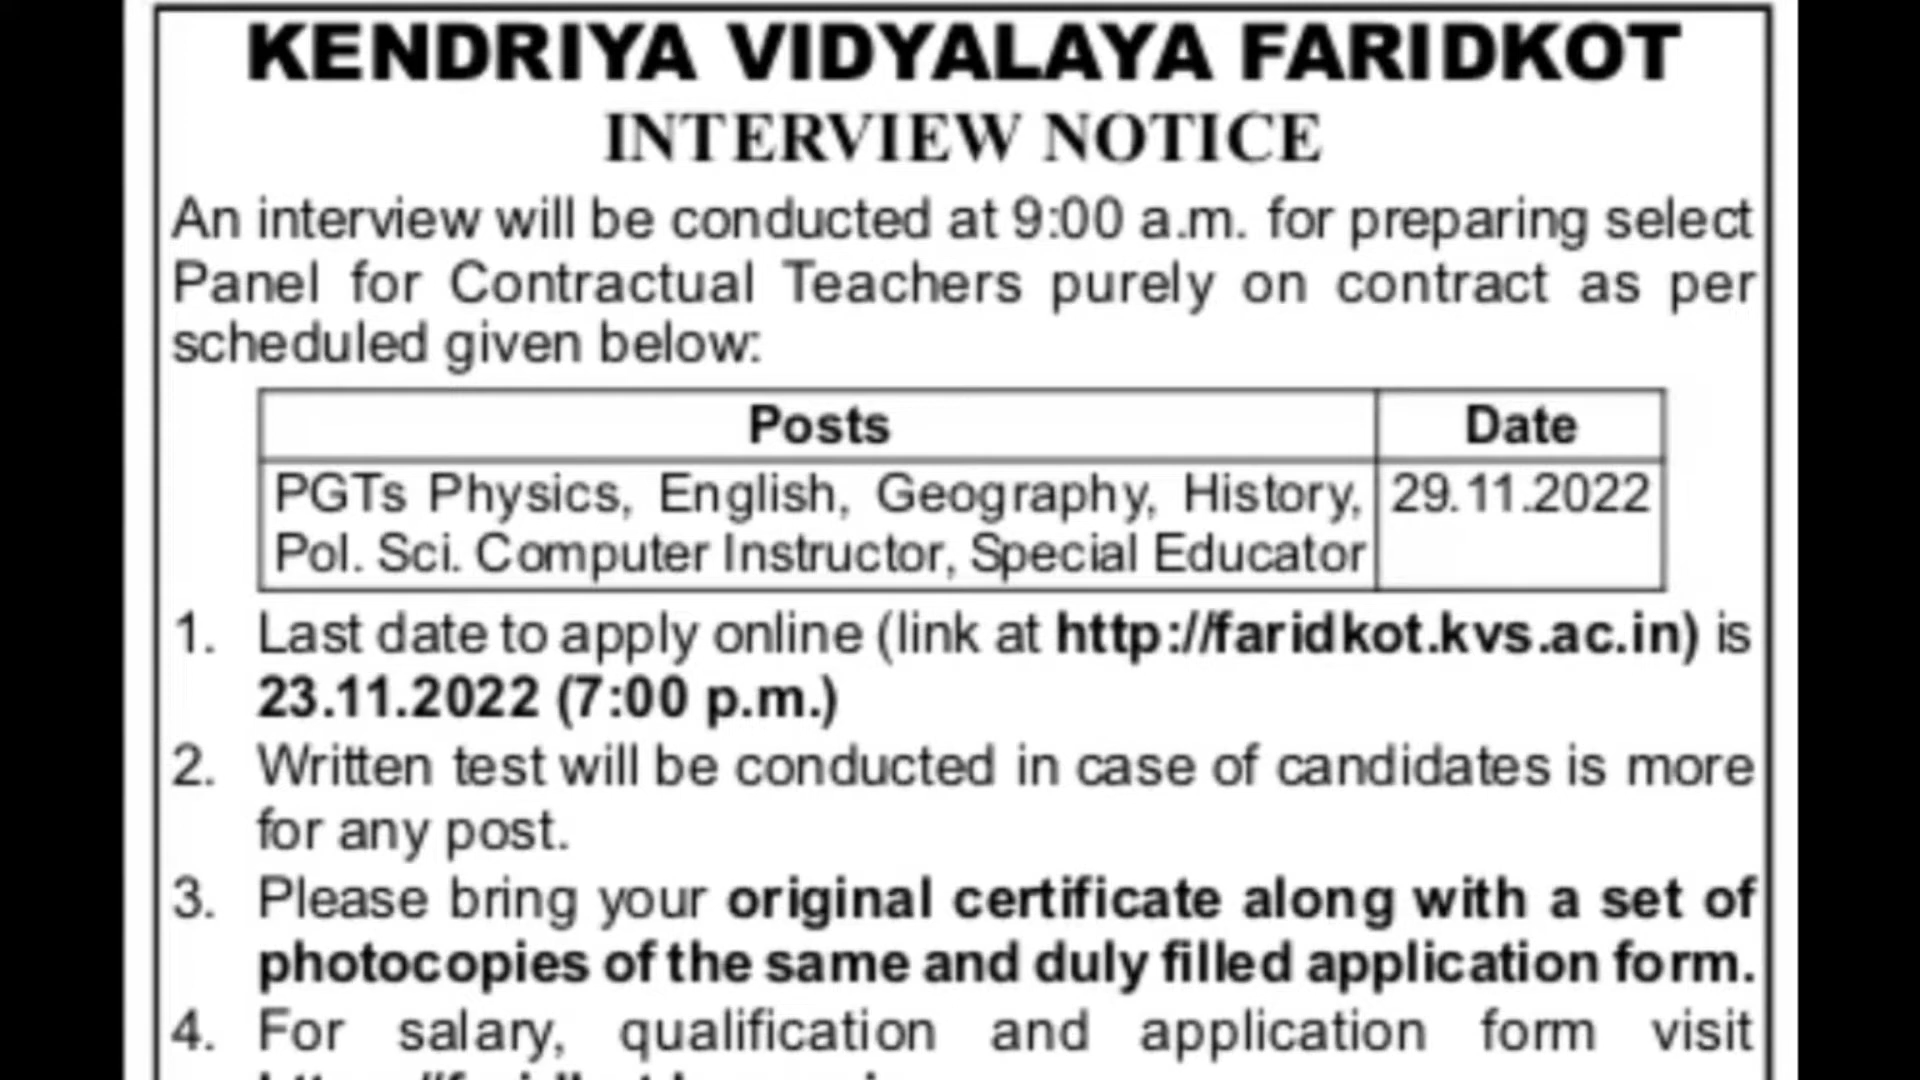 KENDRIYA VIDYALAYA FARIDKOT
INTERVIEW NOTICE
An interview will be conducted at 9:00 a.m. for preparing select
Panel for Contractual Teachers purely on contract as per
scheduled given below:
Posts Date
PGTs Physics, English, Geography, History, 29.11.2022
Pol. Sci. Computer Instructor, Special Educator
1. Last date to apply online (link at http://faridkot.kvs.ac.in) is
23.11.2022 (7:00 p.m.)
2. Written test will be conducted in case of candidates is more
for any post.
3. Please bring your original certificate along with a set of
photocopies of the same and duly filled application form.
4. For salary, qualification and application form visit